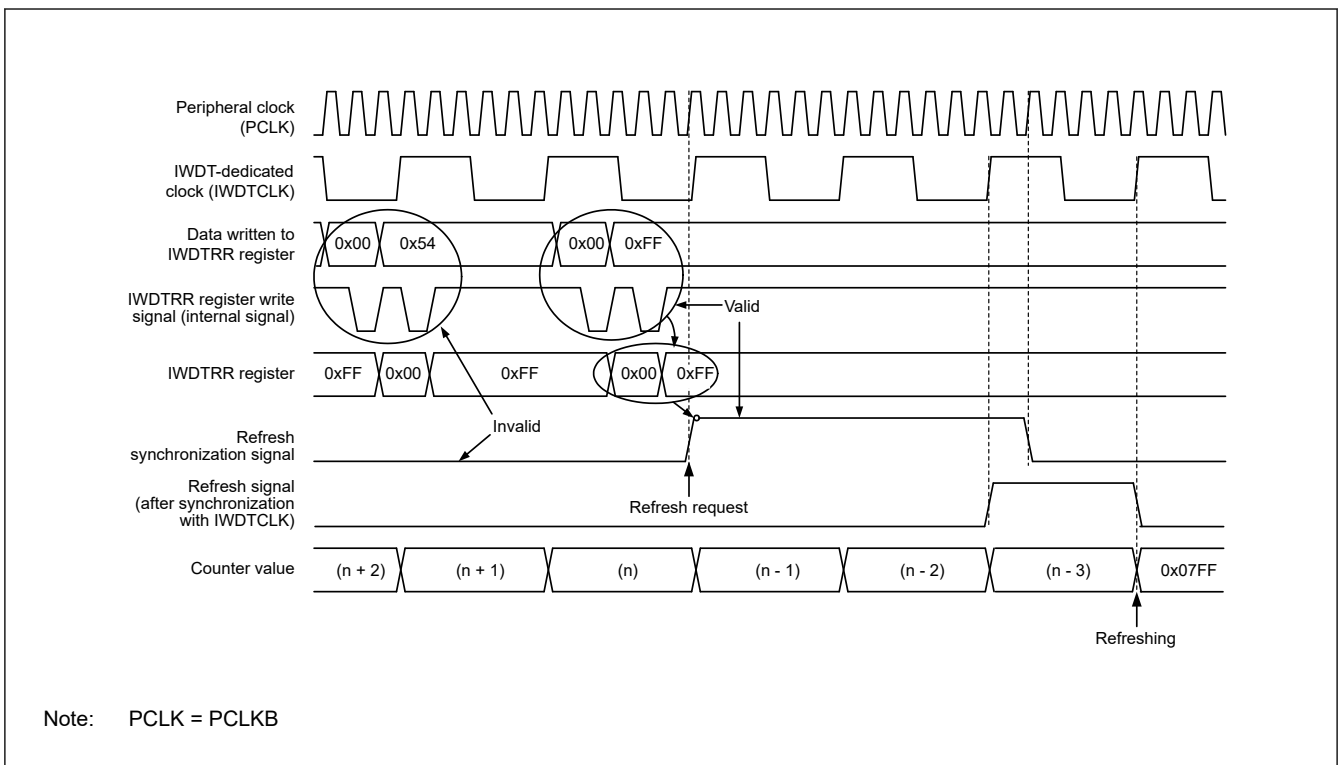 Peripheral clock
(PCLK)
IWDT-dedicated
clock (IWDTCLK)
Data written to
IWDTRR register
0x00 0x54 0x00 0xFF
IWDTRR register write
signal (internal signal)
Valid
IWDTRR register
0xFF 0x00 0xFF 0x00 0xFF
Invalid
Refresh
synchronization signal
Refresh request
Refresh signal
(after synchronization
with IWDTCLK)
Counter value
(n + 2) (n + 1) (n) (n - 1) (n - 2) (n - 3) 0x07FF
Refreshing
Note: PCLK = PCLKB